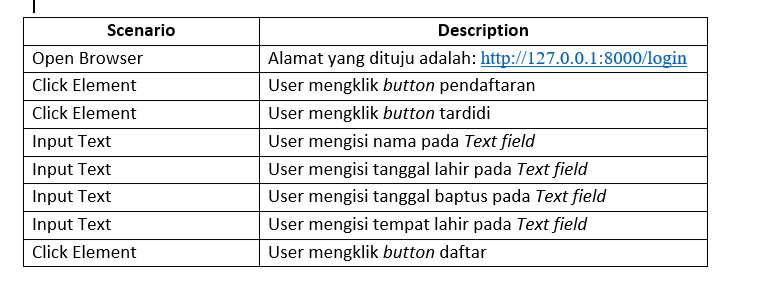 Scenario Description
Open Browser Alamat yang dituju adalah: http://127.0.0.1:8000/login
Click Element User mengklik button pendaftaran
Click Element User mengklik button tardidi
Input Text User mengisi nama pada Text field
Input Text User mengisi tanggal lahir pada Text field
Input Text User mengisi tanggal baptus pada Text field
Input Text User mengisi tempat lahir pada Text field
Click Element User mengklik button daftar